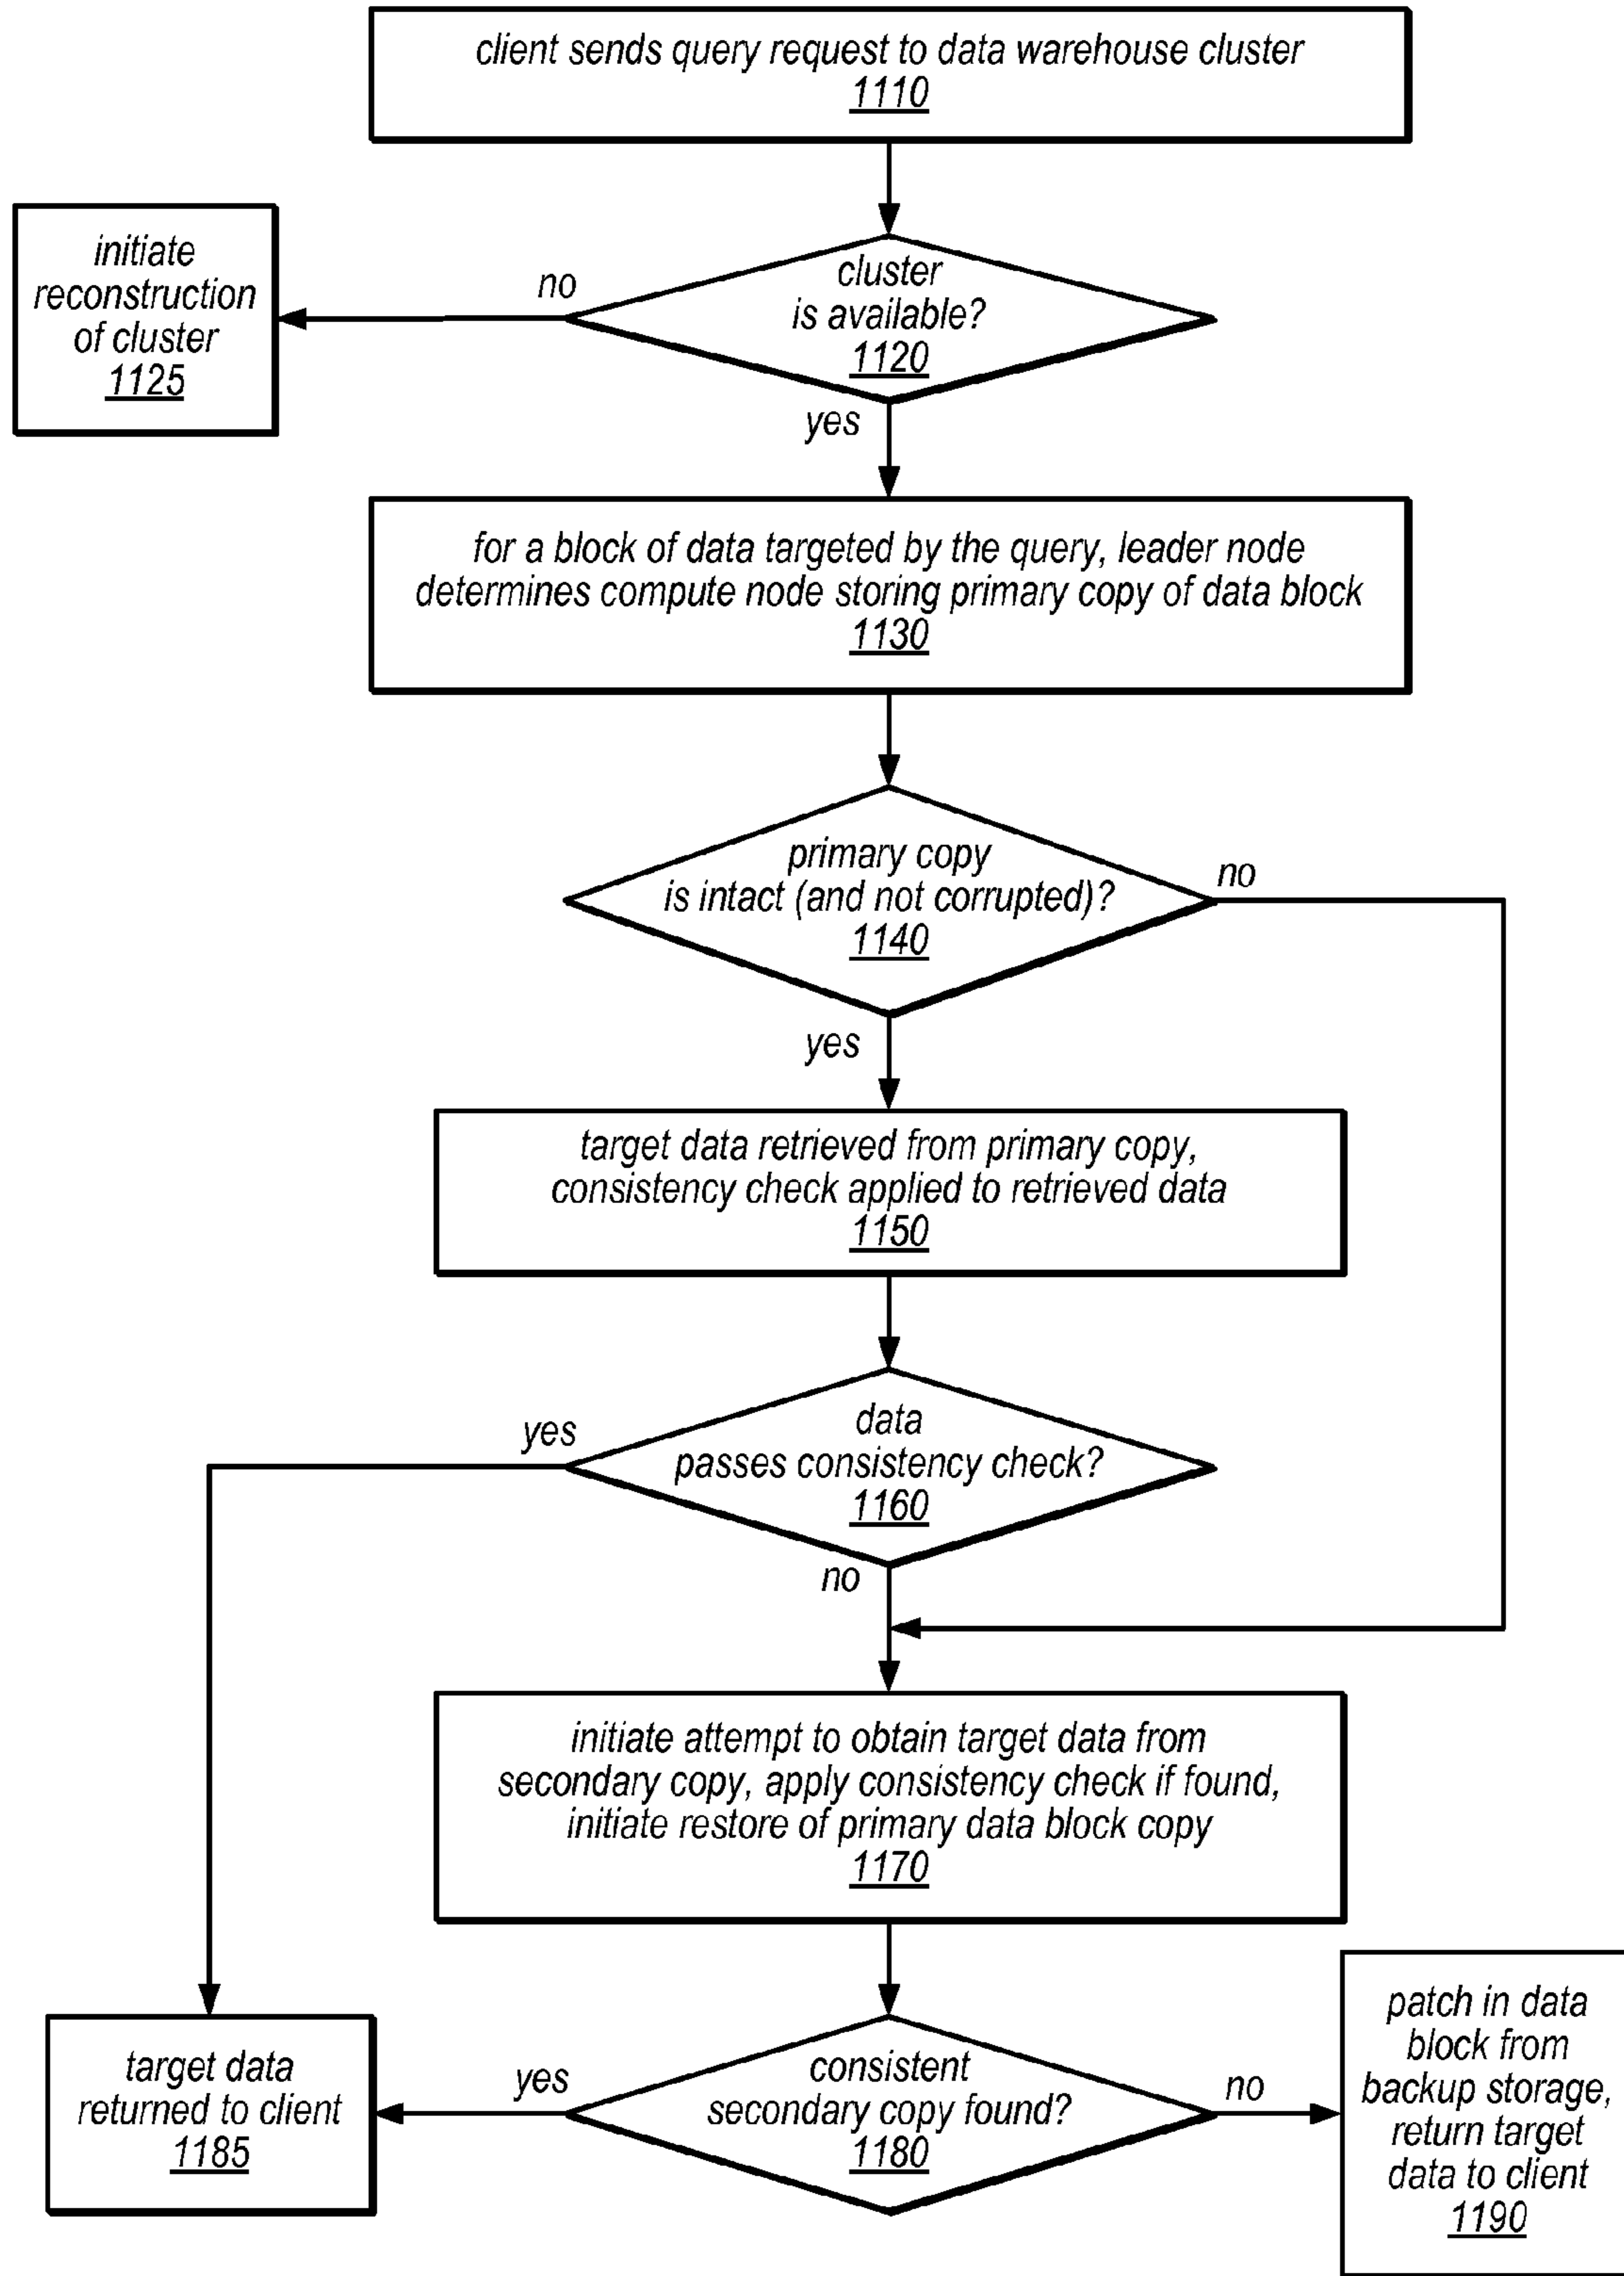 client sends query request to data warehouse cluster
1110
initiate
reconstruction
of cluster
1125
no
cluster
is available?
1120
yes
for a block of data targeted by the query, leader node
determines compute node storing primary copy of data block
1130
primary copy
is intact (and not corrupted)?
1140
no
yes
target data retrieved from primary copy,
consistency check applied to retrieved data
1150
yes
data
passes consistency check?
1160
no
initiate attempt to obtain target data from
secondary copy, apply consistency check if found,
initiate restore of primary data block copy
1170
target data
returned to client
1185
yes
consistent
secondary copy found?
1180
no
patch in data
block from
backup storage,
return target
data to client
1190